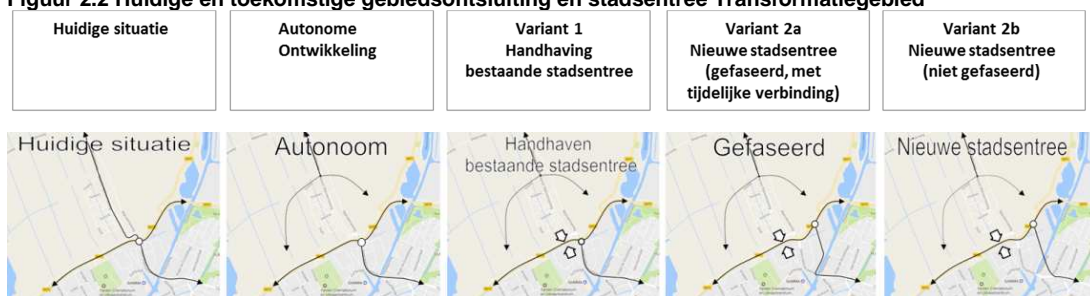 Figuur 2.2 Huidige en toekomstige gebiedsontsluiting en stadsentree Transformatiegebied
Huidige situatie
Autonome
Ontwikkeling
Variant 1
Handhaving
bestaande stadsentree
Variant 2a
Nieuwe stadsentree
(gefaseerd, met
tijdelijke verbinding)
Variant 2b
Nieuwe stadsentree
(niet gefaseerd)
Huidige situatie
Autonoom
Handhaven
bestaande stadsentree
Gefaseerd
Nieuwe stadsentree